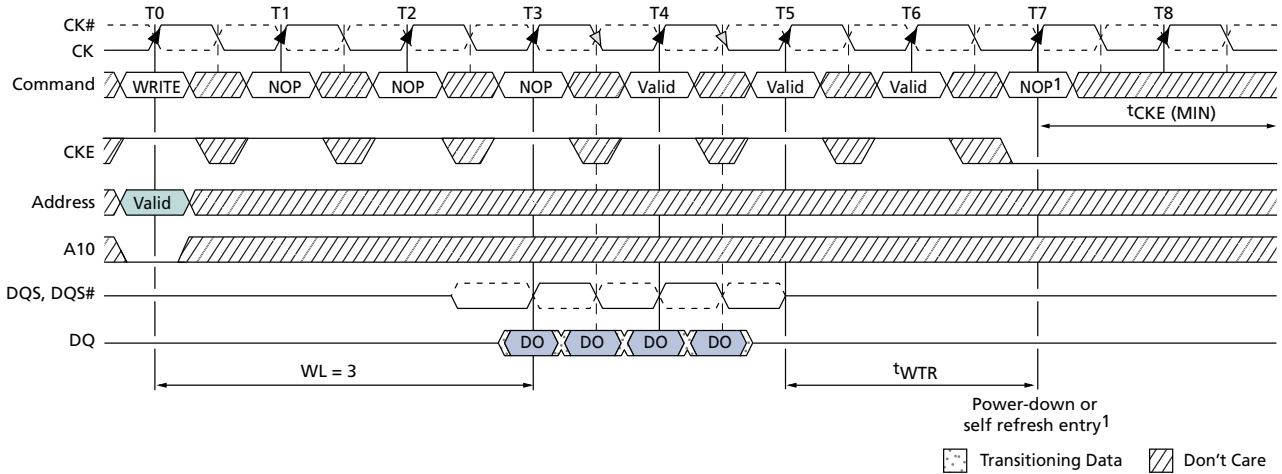 T0 T1 T2 T3 T4 T5 T6 T7 T8
CK#
CK
Command WRITE NOP NOP NOP Valid Valid Valid NOP1
tCKE (MIN)
CKE
Address Valid
A10
DQS, DQS#
DQ DO DO DO DO
WL = 3 tWTR
Power-down or
self refresh entry1
Transitioning Data Don't Care